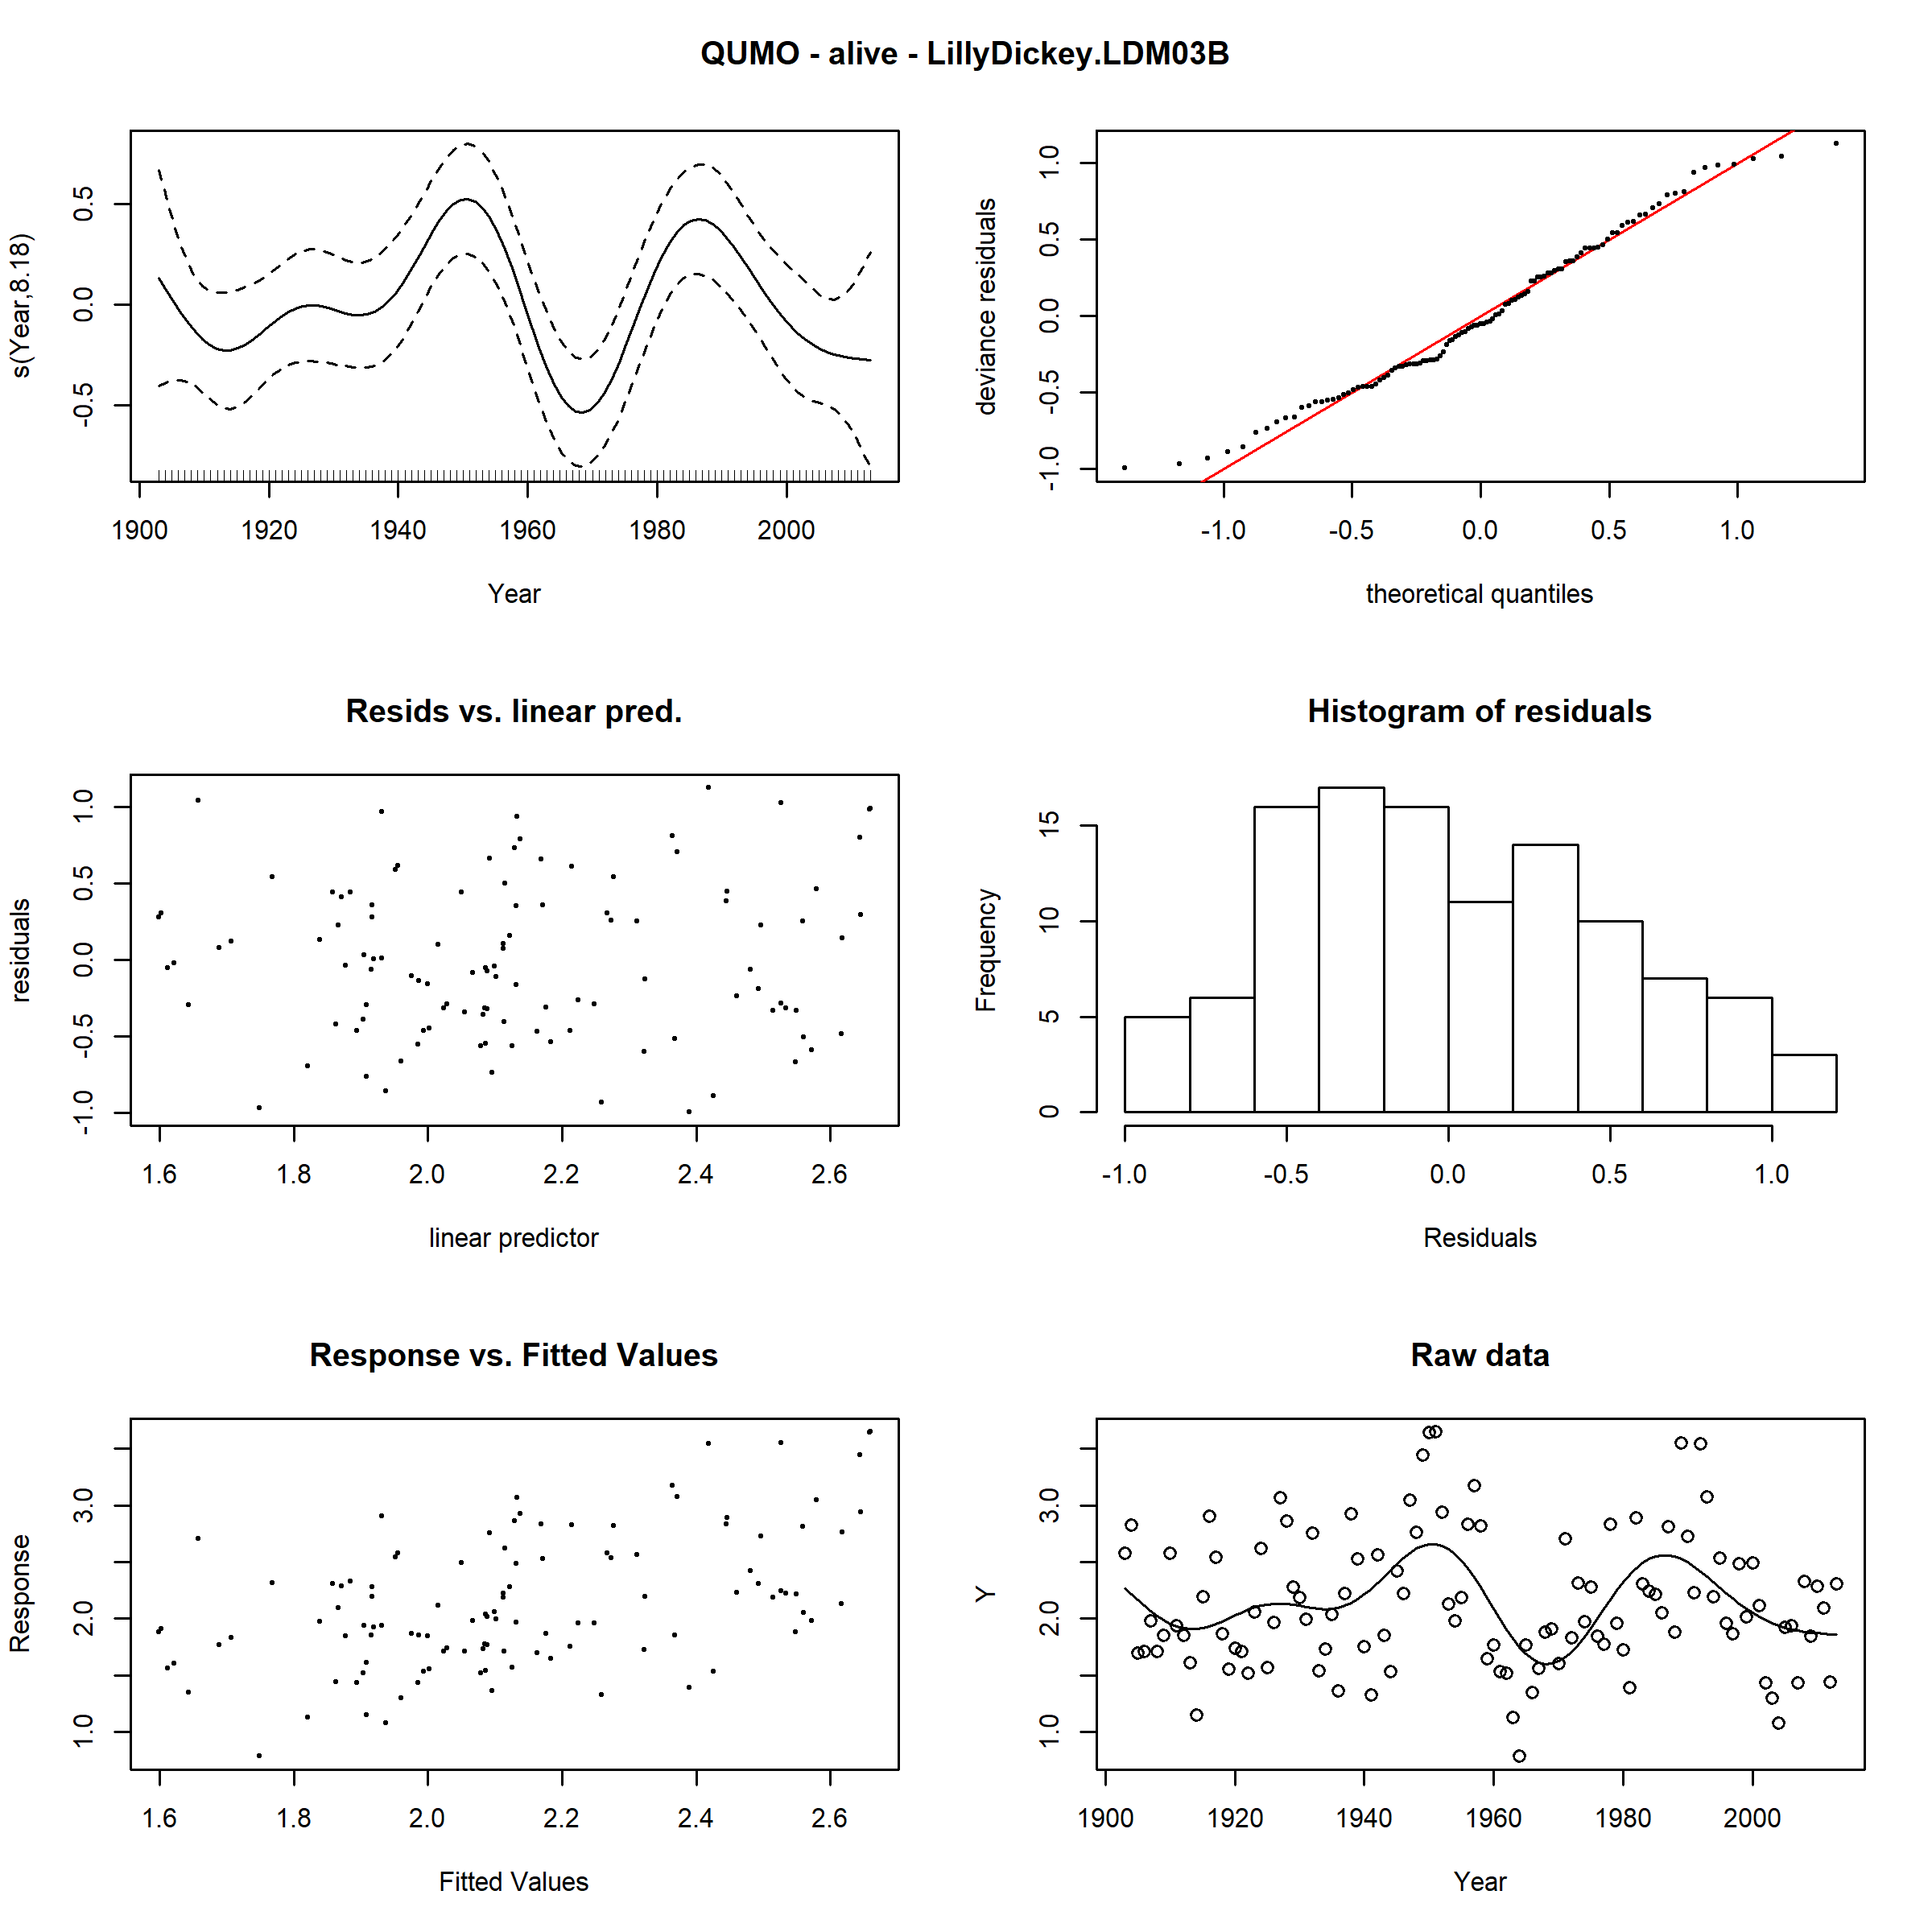 QUMO - alive - LillyDickey.LDM03B
s(Year,8.18)
0.5
0.0
-0.5
1900 1920 1940 1960 1980 2000
Year
deviance residuals
1.0
0.5
0.0
-0.5
-1.0
-1.0 -0.5 0.0 0.5 1.0
theoretical quantiles
Resids vs. linear pred.
residuals
1.0
0.5
0.0
-0.5
-1.0
1.6 1.8 2.0 2.2 2.4 2.6
linear predictor
Histogram of residuals
Frequency
15
10
5
0
-1.0 -0.5 0.0 0.5 1.0
Residuals
Response vs. Fitted Values
Response
3.0
2.0
1.0
1.6 1.8 2.0 2.2 2.4 2.6
Fitted Values
Raw data
Y
3.0
2.0
1.0
1900 1920 1940 1960 1980 2000
Year